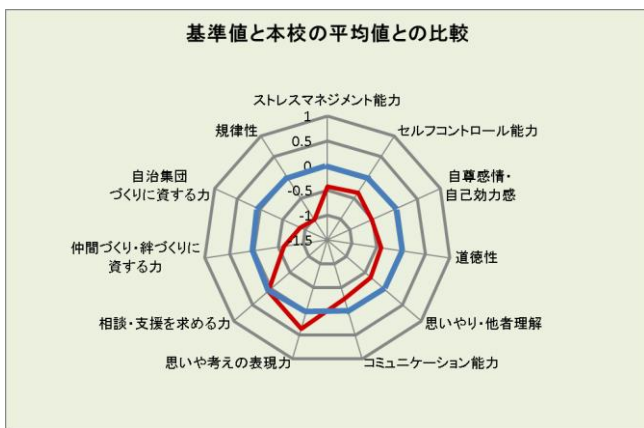 基準値と本校の平均値との比較
ストレスマネジメント能力
セルフコントロール能力
自尊感情・
自己効力感
道徳性
思いやり・他者理解
コミュニケーション能力
思いや考えの表現力
相談・支援を求める力
仲間づくり・絆づくりに
資する力
自治集団
づくりに資する力
規律性
1
0.5
0
-0.5
-1
-1.5